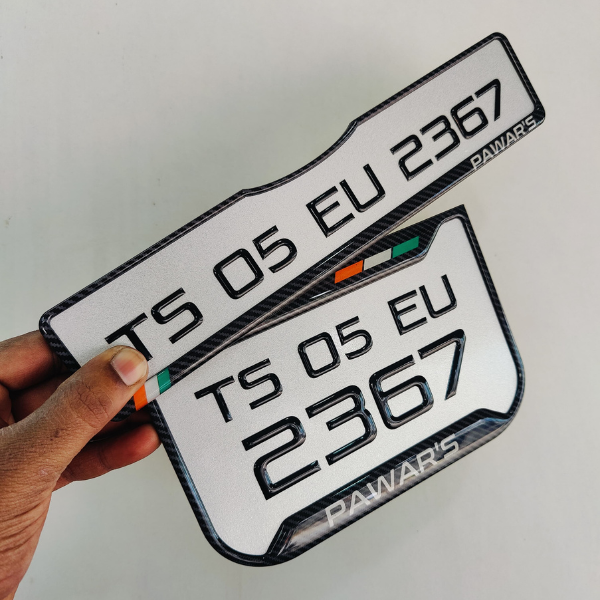 TS 05 EU 2367
PAWAR'S
TS 05 EU
2367
PAWAR'S